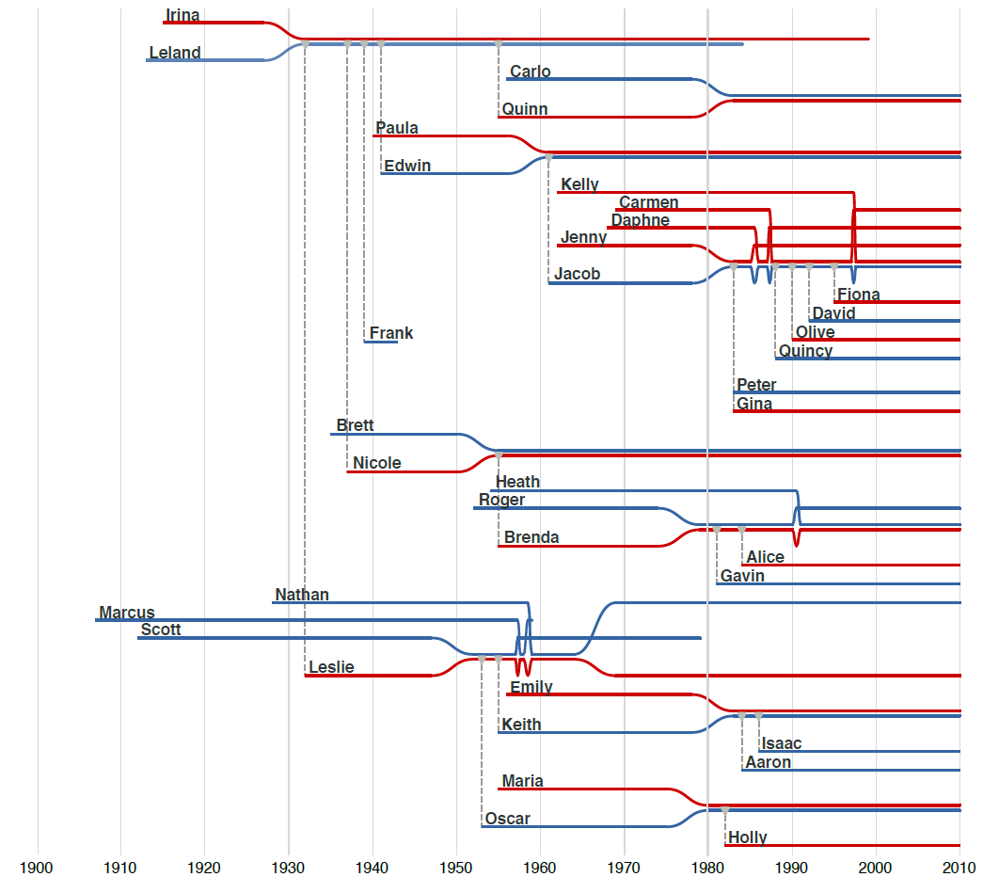 Irina
Leland
Carlo
Quinn
Paula
Edwin
Kelly
Carmen
Daphne
Jenny
Jacob
Fiona
David
Frank
Olive
Quincy
Peter
Gina
Brett
Nicole
Heath
Roger
Brenda
Alice
Gavin
Nathan
Marcus
Scott
Leslie
Emily
Keith
Isaac
Aaron
Maria
Oscar
Holly
1900 1910 1920 1930 1940 1950 1960 1970 1980 1990 2000 2010